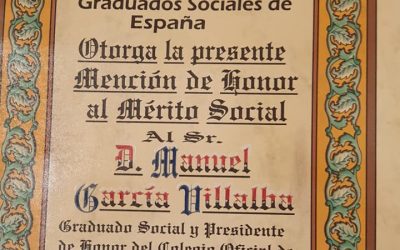 Graduados Sociales de
España
Otorga la presente
Mención de Honor
al Mérito Social
Al Sr.
D. Manuel
García Villalba
Graduado Social y Presidente
de Honor del Colegio Oficial de